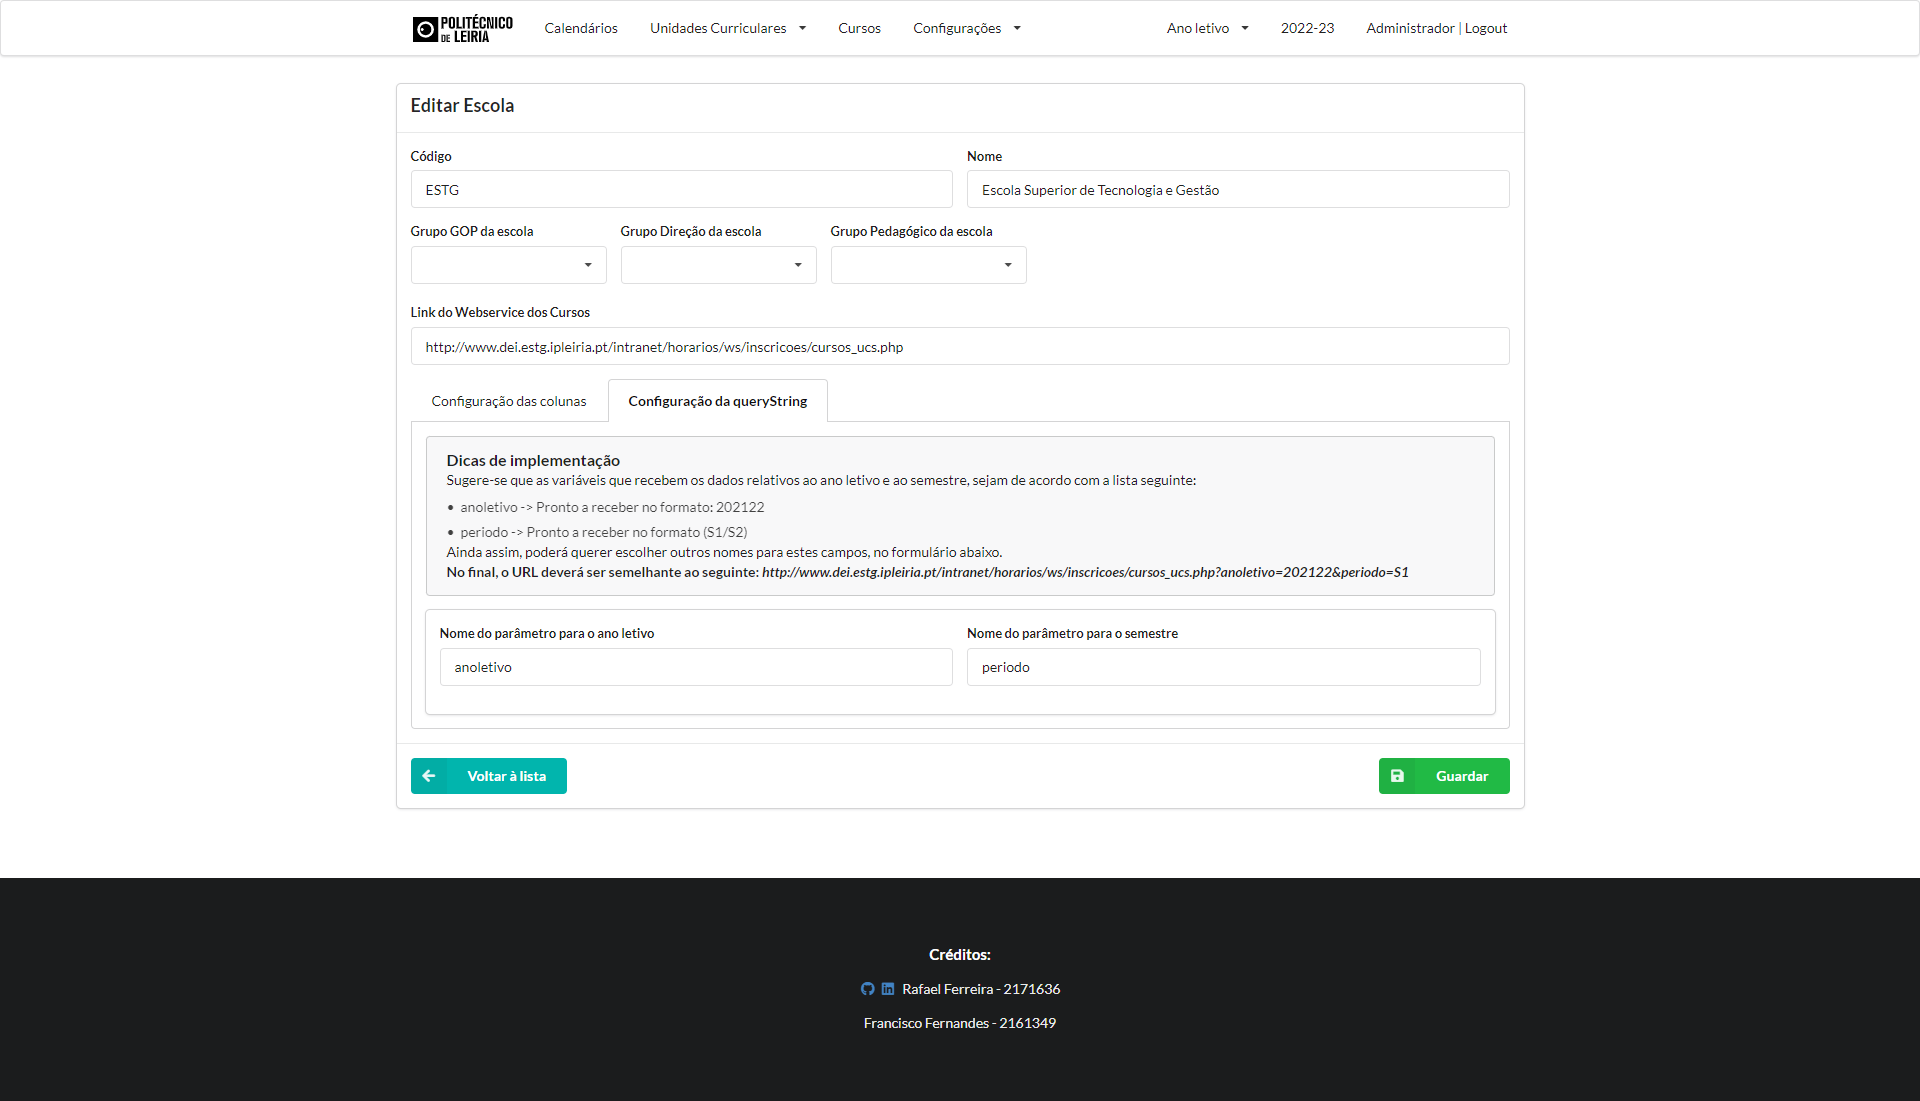 POLITÉCNICO
DE LEIRIA
Calendários
Unidades Curriculares
Cursos
Configurações
Ano letivo
2022-23
Administrador | Logout
Editar Escola
Código
Nome
ESTG
Escola Superior de Tecnologia e Gestão
Grupo GOP da escola
Grupo Direção da escola
Grupo Pedagógico da escola
Link do Webservice dos Cursos
http://www.dei.estg.ipleiria.pt/intranet/horarios/ws/inscricoes/cursos_ucs.php
Configuração das colunas
Configuração da queryString
Dicas de implementação
Sugere-se que as variáveis que recebem os dados relativos ao ano letivo e ao semestre, sejam de acordo com a lista seguinte:
• anoletivo -> Pronto a receber no formato: 202122
• periodo -> Pronto a receber no formato (S1/S2)
Ainda assim, poderá querer escolher outros nomes para estes campos, no formulário abaixo.
No final, o URL deverá ser semelhante ao seguinte: http://www.dei.estg.ipleiria.pt/intranet/horarios/ws/inscricoes/cursos_ucs.php?anoletivo=202122&periodo=S1
Nome do parâmetro para o ano letivo
Nome do parâmetro para o semestre
anoletivo
periodo
Voltar à lista
Guardar
Créditos:
Rafael Ferreira - 2171636
Francisco Fernandes - 2161349